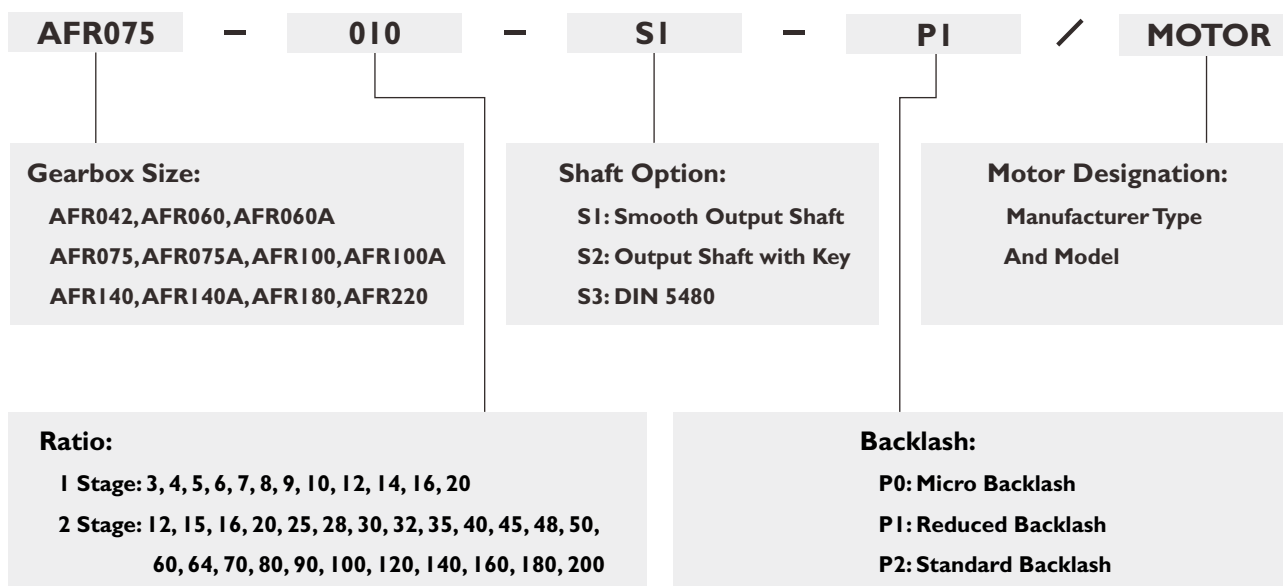 AFR075 – 010 – S1 – P1 / MOTOR
Gearbox Size:
AFR042, AFR060, AFR060A
AFR075, AFR075A, AFR100, AFR100A
AFR140, AFR140A, AFR180, AFR220
Shaft Option:
S1: Smooth Output Shaft
S2: Output Shaft with Key
S3: DIN 5480
Motor Designation:
Manufacturer Type
And Model
Ratio:
1 Stage: 3, 4, 5, 6, 7, 8, 9, 10, 12, 14, 16, 20
2 Stage: 12, 15, 16, 20, 25, 28, 30, 32, 35, 40, 45, 48, 50,
60, 64, 70, 80, 90, 100, 120, 140, 160, 180, 200
Backlash:
P0: Micro Backlash
P1: Reduced Backlash
P2: Standard Backlash